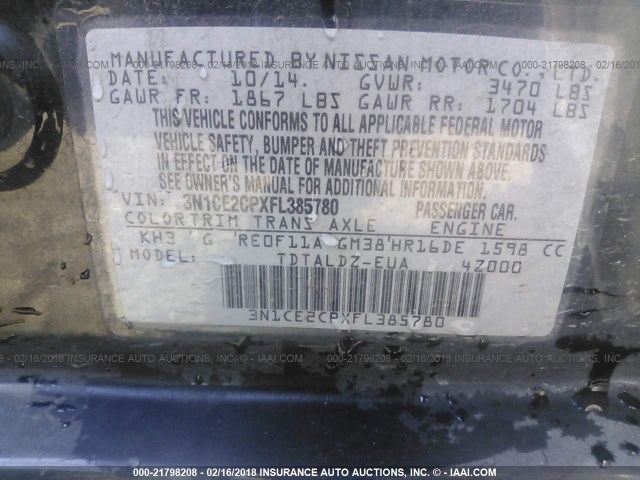 MANUFACTURED BY NISSAN MOTOR CO., LTD.
DATE: 10/14. GVWR: 3470 LBS
GAWR FR: 1867 LBS GAWR RR: 1704 LBS
THIS VEHICLE CONFORMS TO ALL APPLICABLE FEDERAL MOTOR
VEHICLE SAFETY, BUMPER AND THEFT PREVENTION STANDARDS
IN EFFECT ON THE DATE OF MANUFACTURE SHOWN ABOVE.
SEE OWNER'S MANUAL FOR ADDITIONAL INFORMATION.
VIN: 3N1CE2CPXFL385780 PASSENGER CAR.
COLOR TRIM TRANS AXLE ENGINE
KH3 G RE0F11A GM38 HR16DE 1598 CC
MODEL: TDTALDZ-EUA 4Z000
3N1CE2CPXFL385780
000-21798208 - 02/16/2018 INSURANCE AUTO AUCTIONS - © - IAAI.COM